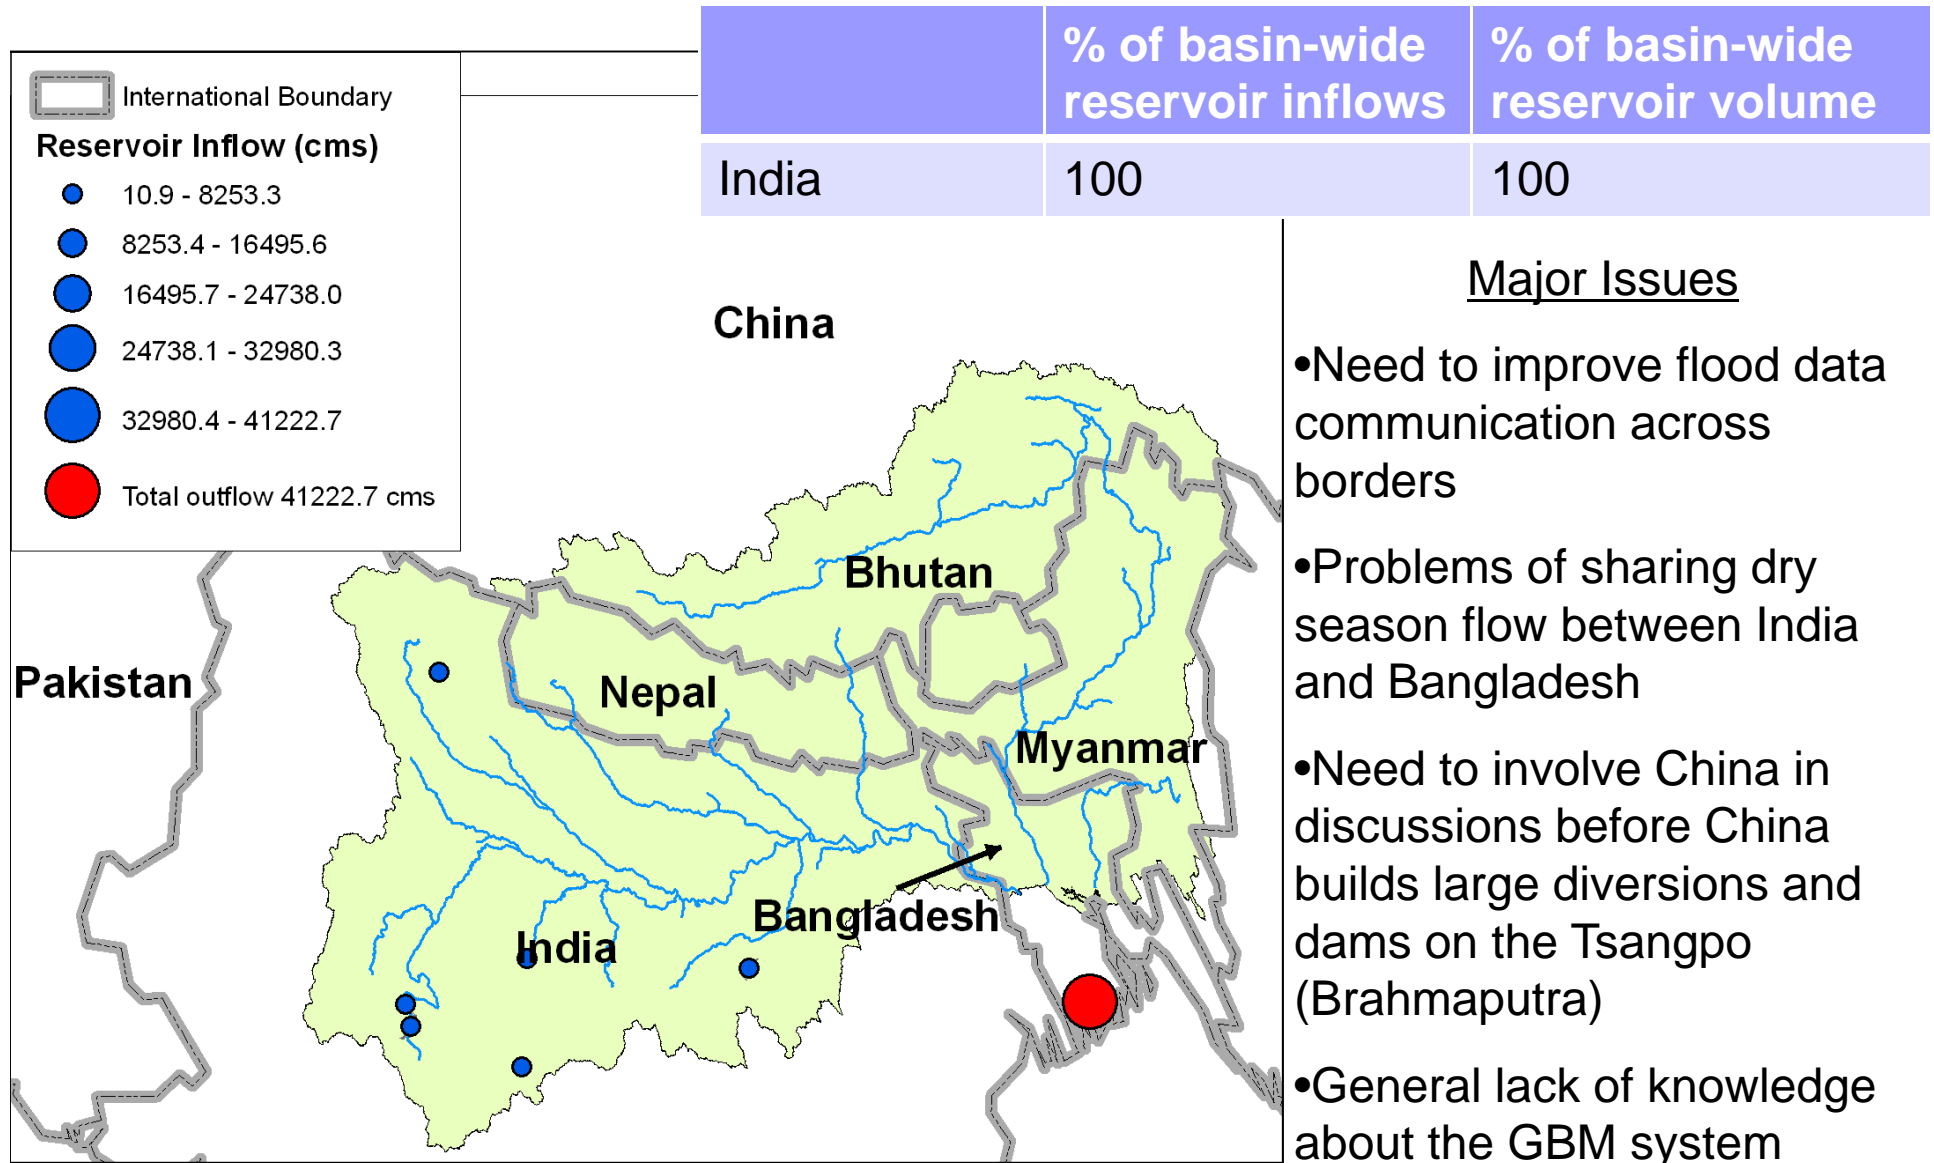 % of basin-wide
reservoir inflows
% of basin-wide
reservoir volume
India
100
100
International Boundary
Reservoir Inflow (cms)
10.9 - 8253.3
8253.4 - 16495.6
16495.7 - 24738.0
24738.1 - 32980.3
32980.4 - 41222.7
Total outflow 41222.7 cms
China
Bhutan
Pakistan
Nepal
Myanmar
Bangladesh
India
Major Issues
•Need to improve flood data
communication across
borders
•Problems of sharing dry
season flow between India
and Bangladesh
•Need to involve China in
discussions before China
builds large diversions and
dams on the Tsangpo
(Brahmaputra)
•General lack of knowledge
about the GBM system